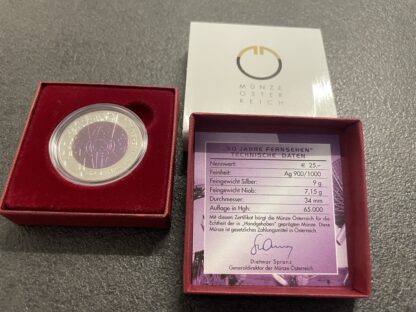 MÜNZE
ÖSTER
REICH
„50 JAHRE FERNSEHEN“
TECHNISCHE DATEN
Nennwert: € 25,–
Feinheit: Ag 900/1000
Feingewicht Silber: 9 g
Feingewicht Niob: 7,15 g
Durchmesser: 34 mm
Auflage in Hgh: 65.000
Mit diesem Zertifikat bürgt die Münze Österreich für die
Echtheit der in „Handgehoben“ geprägten Münze. Diese
Münze ist gesetzliches Zahlungsmittel in Österreich.
Dietmar Spranz
Generaldirektor der Münze Österreich